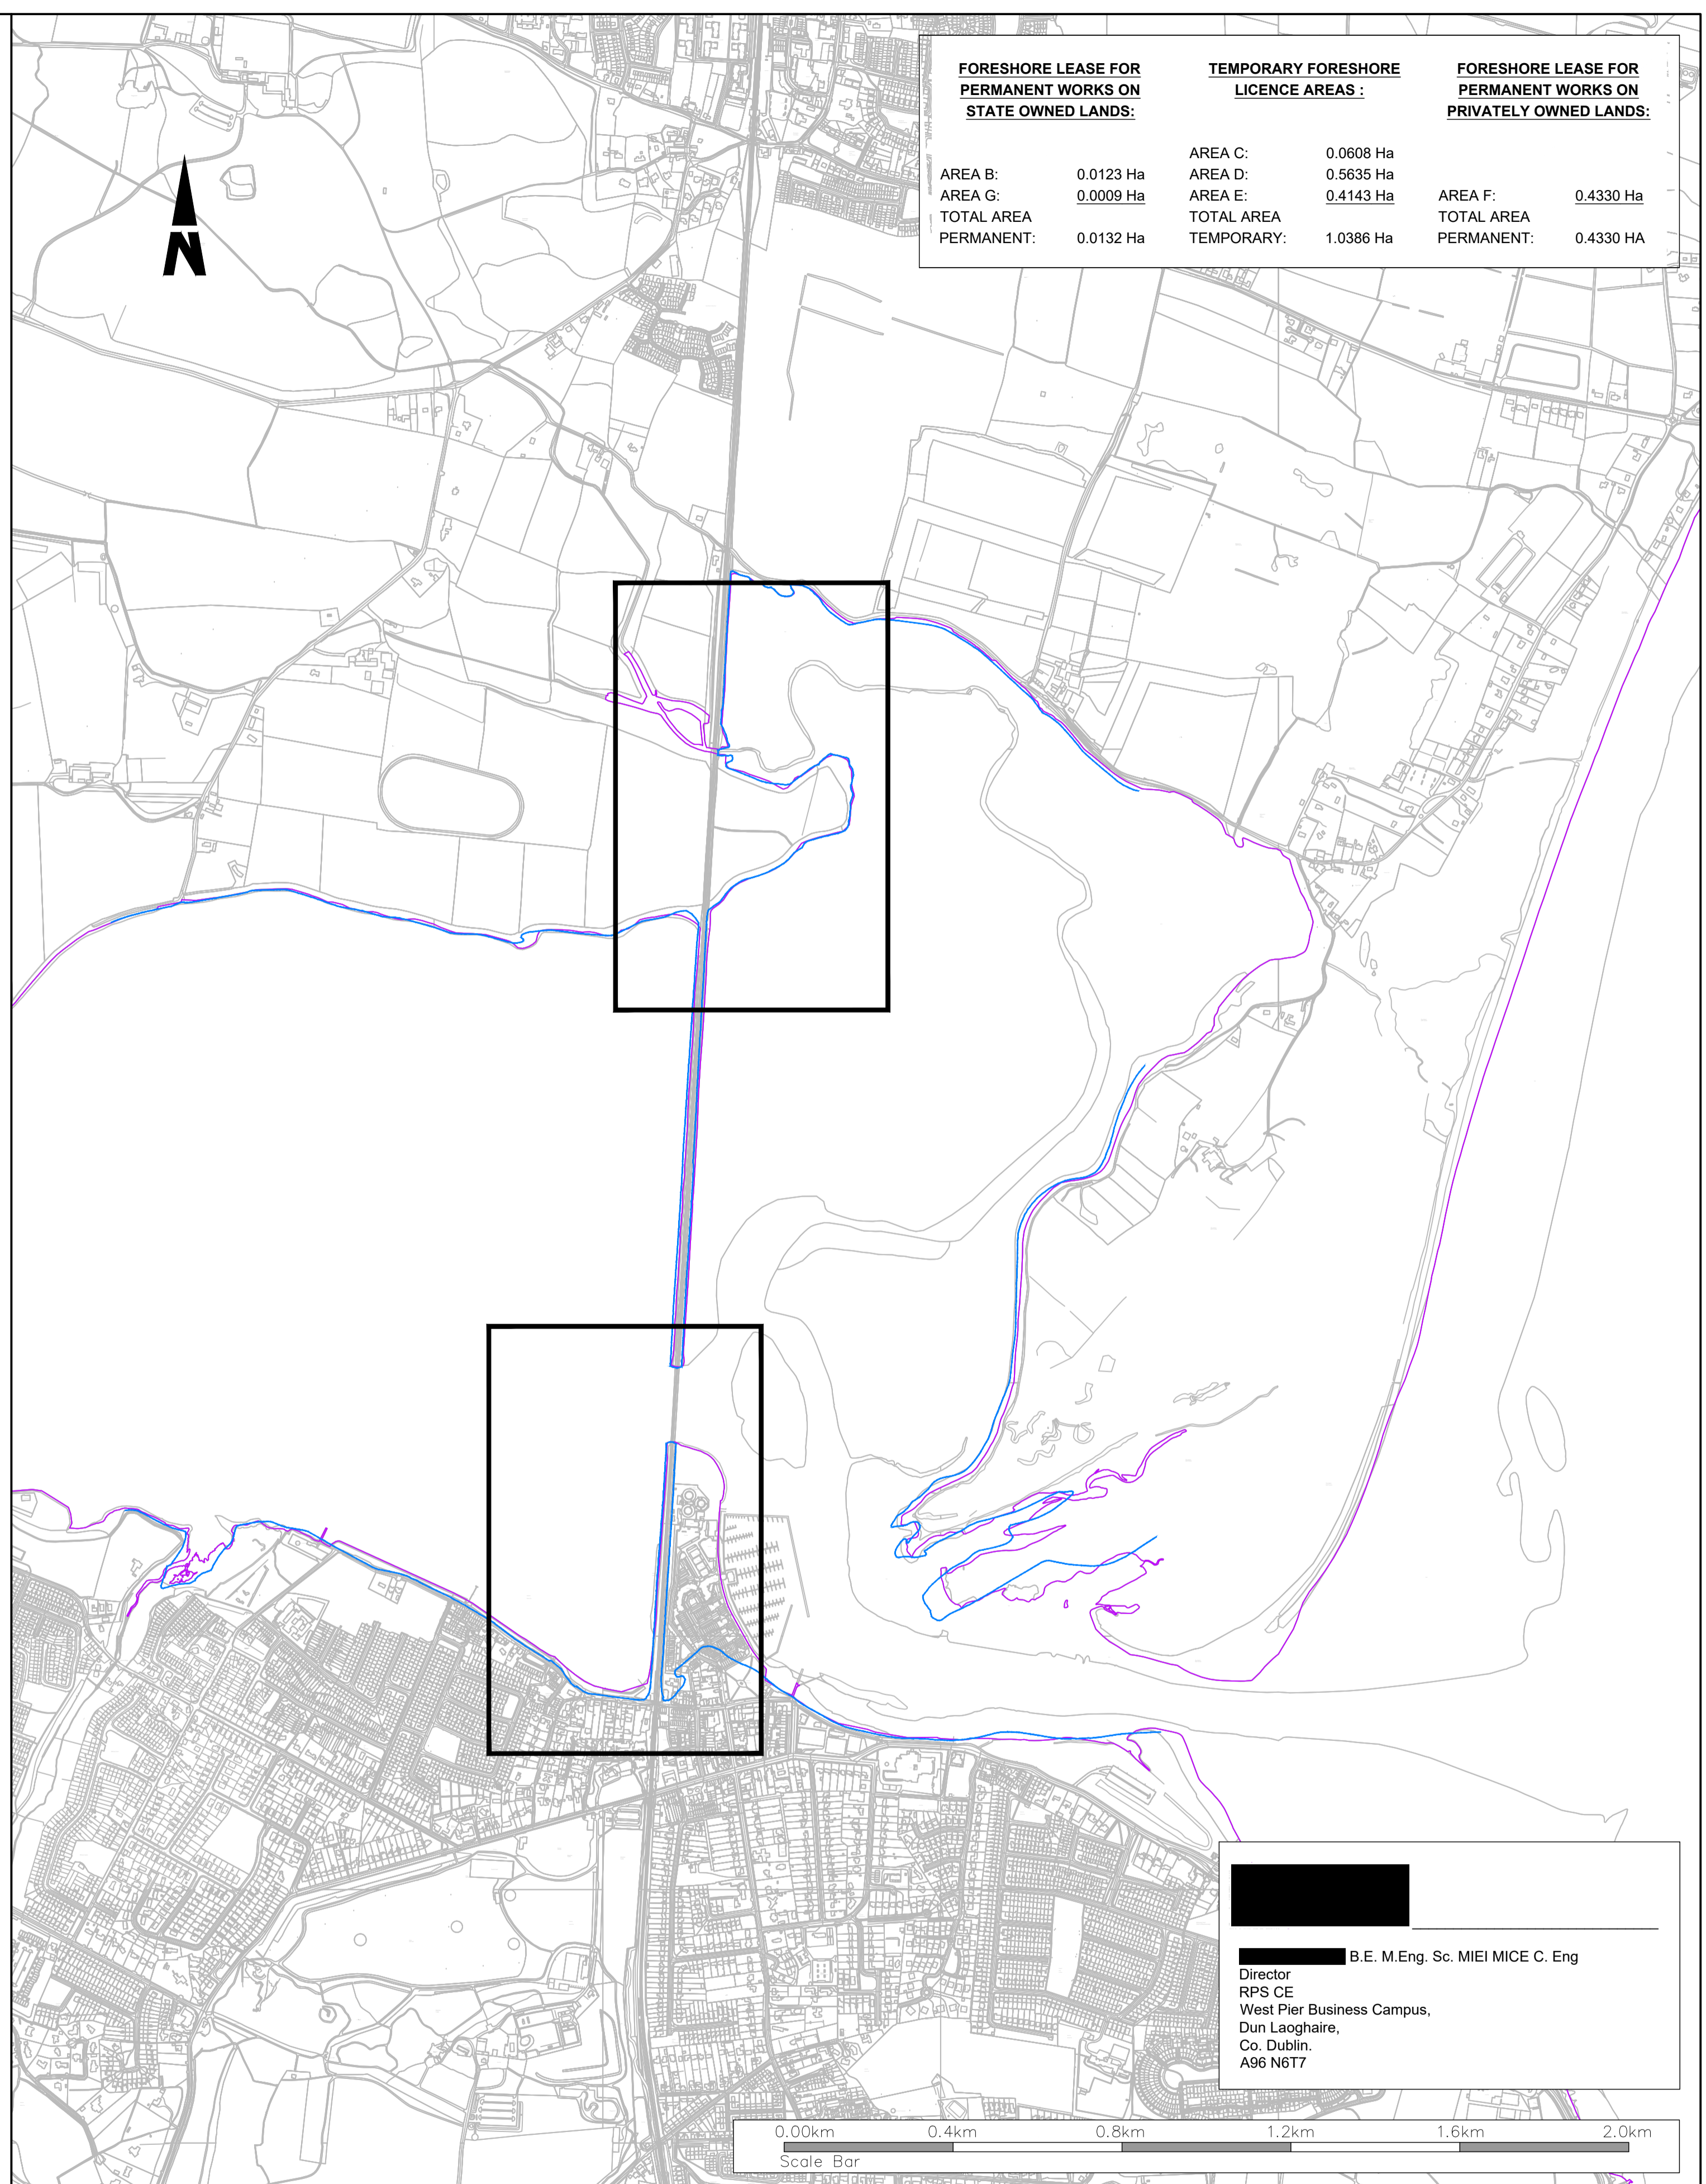 FORESHORE LEASE FOR
PERMANENT WORKS ON
STATE OWNED LANDS:
AREA B: 0.0123 Ha
AREA G: 0.0009 Ha
TOTAL AREA
PERMANENT: 0.0132 Ha
TEMPORARY FORESHORE
LICENCE AREAS :
AREA C: 0.0608 Ha
AREA D: 0.5635 Ha
AREA E: 0.4143 Ha
TOTAL AREA
TEMPORARY: 1.0386 Ha
FORESHORE LEASE FOR
PERMANENT WORKS ON
PRIVATELY OWNED LANDS:
AREA F: 0.4330 Ha
TOTAL AREA
PERMANENT: 0.4330 HA
N
B.E. M.Eng. Sc. MIEI MICE C. Eng
Director
RPS CE
West Pier Business Campus,
Dun Laoghaire,
Co. Dublin.
A96 N6T7
0.00km 0.4km 0.8km 1.2km 1.6km 2.0km
Scale Bar